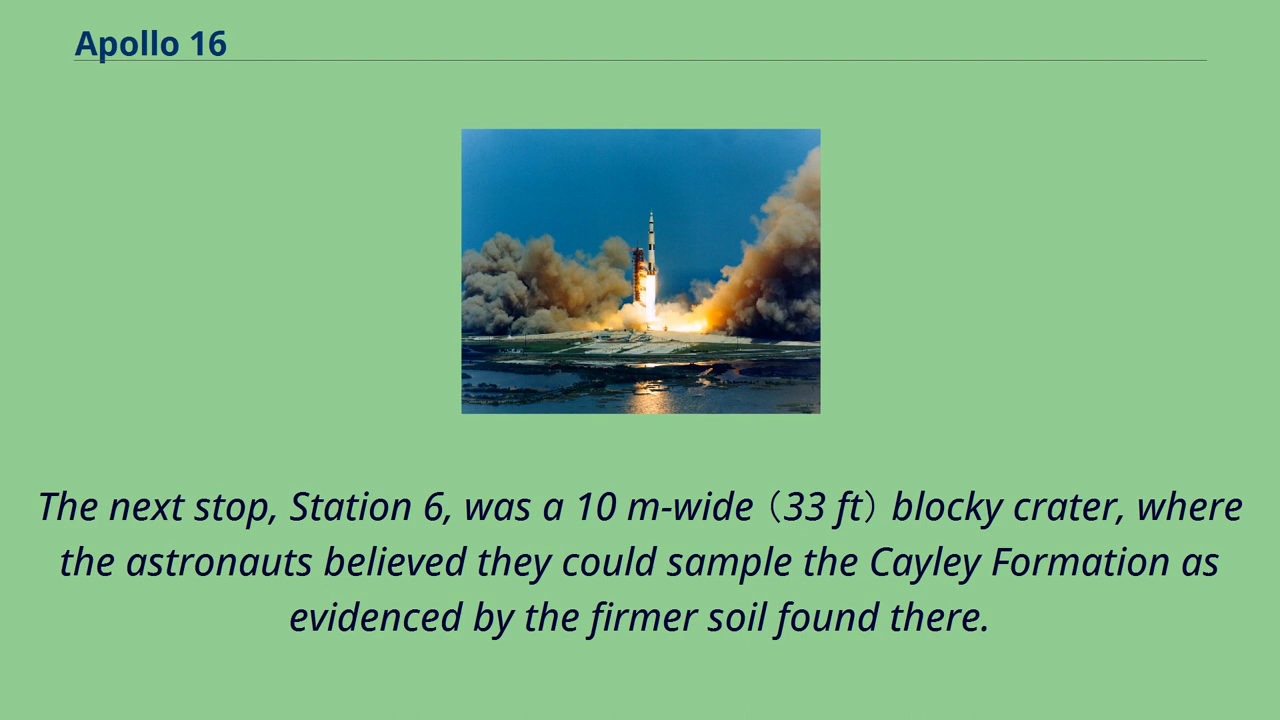 Apollo 16
The next stop, Station 6, was a 10 m-wide (33 ft) blocky crater, where
the astronauts believed they could sample the Cayley Formation as
evidenced by the firmer soil found there.